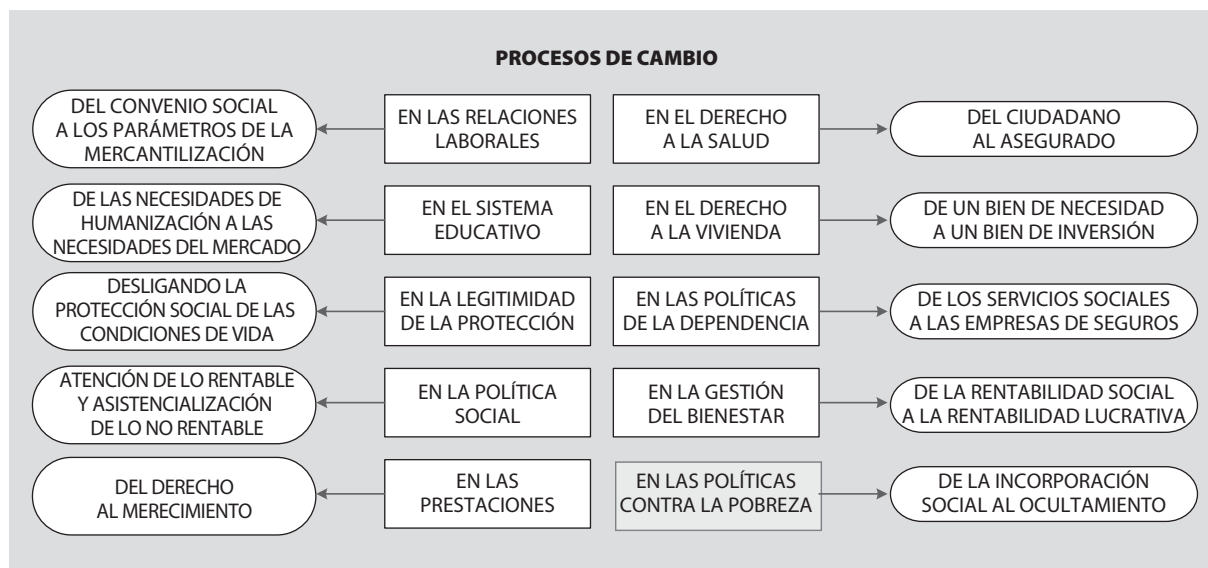 PROCESOS DE CAMBIO
DEL CONVENIO SOCIAL
A LOS PARÁMETROS DE LA
MERCANTILIZACIÓN
EN LAS RELACIONES
LABORALES
EN EL DERECHO
A LA SALUD
DEL CIUDADANO
AL ASEGURADO
DE LAS NECESIDADES DE
HUMANIZACIÓN A LAS
NECESIDADES DEL MERCADO
EN EL SISTEMA
EDUCATIVO
EN EL DERECHO
A LA VIVIENDA
DE UN BIEN DE NECESIDAD
A UN BIEN DE INVERSIÓN
DESLIGANDO LA
PROTECCIÓN SOCIAL DE LAS
CONDICIONES DE VIDA
EN LA LEGITIMIDAD
DE LA PROTECCIÓN
EN LAS POLÍTICAS
DE LA DEPENDENCIA
DE LOS SERVICIOS SOCIALES
A LAS EMPRESAS DE SEGUROS
ATENCIÓN DE LO RENTABLE
Y ASISTENCIALIZACIÓN
DE LO NO RENTABLE
EN LA POLÍTICA
SOCIAL
EN LA GESTIÓN
DEL BIENESTAR
DE LA RENTABILIDAD SOCIAL
A LA RENTABILIDAD LUCRATIVA
DEL DERECHO
AL MERECIMIENTO
EN LAS
PRESTACIONES
EN LAS POLÍTICAS
CONTRA LA POBREZA
DE LA INCORPORACIÓN
SOCIAL AL OCULTAMIENTO